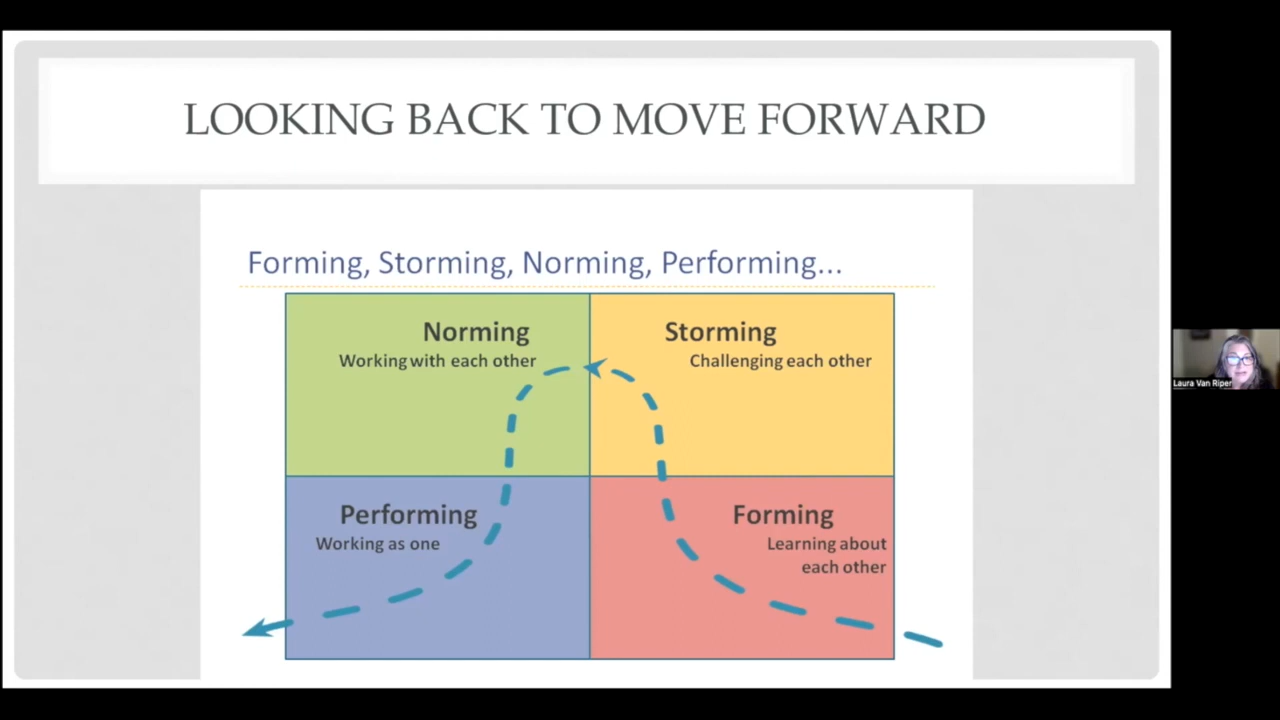 LOOKING BACK TO MOVE FORWARD
Forming, Storming, Norming, Performing...
Norming
Working with each other
Storming
Challenging each other
Performing
Working as one
Forming
Learning about
each other
Laura Van Riper